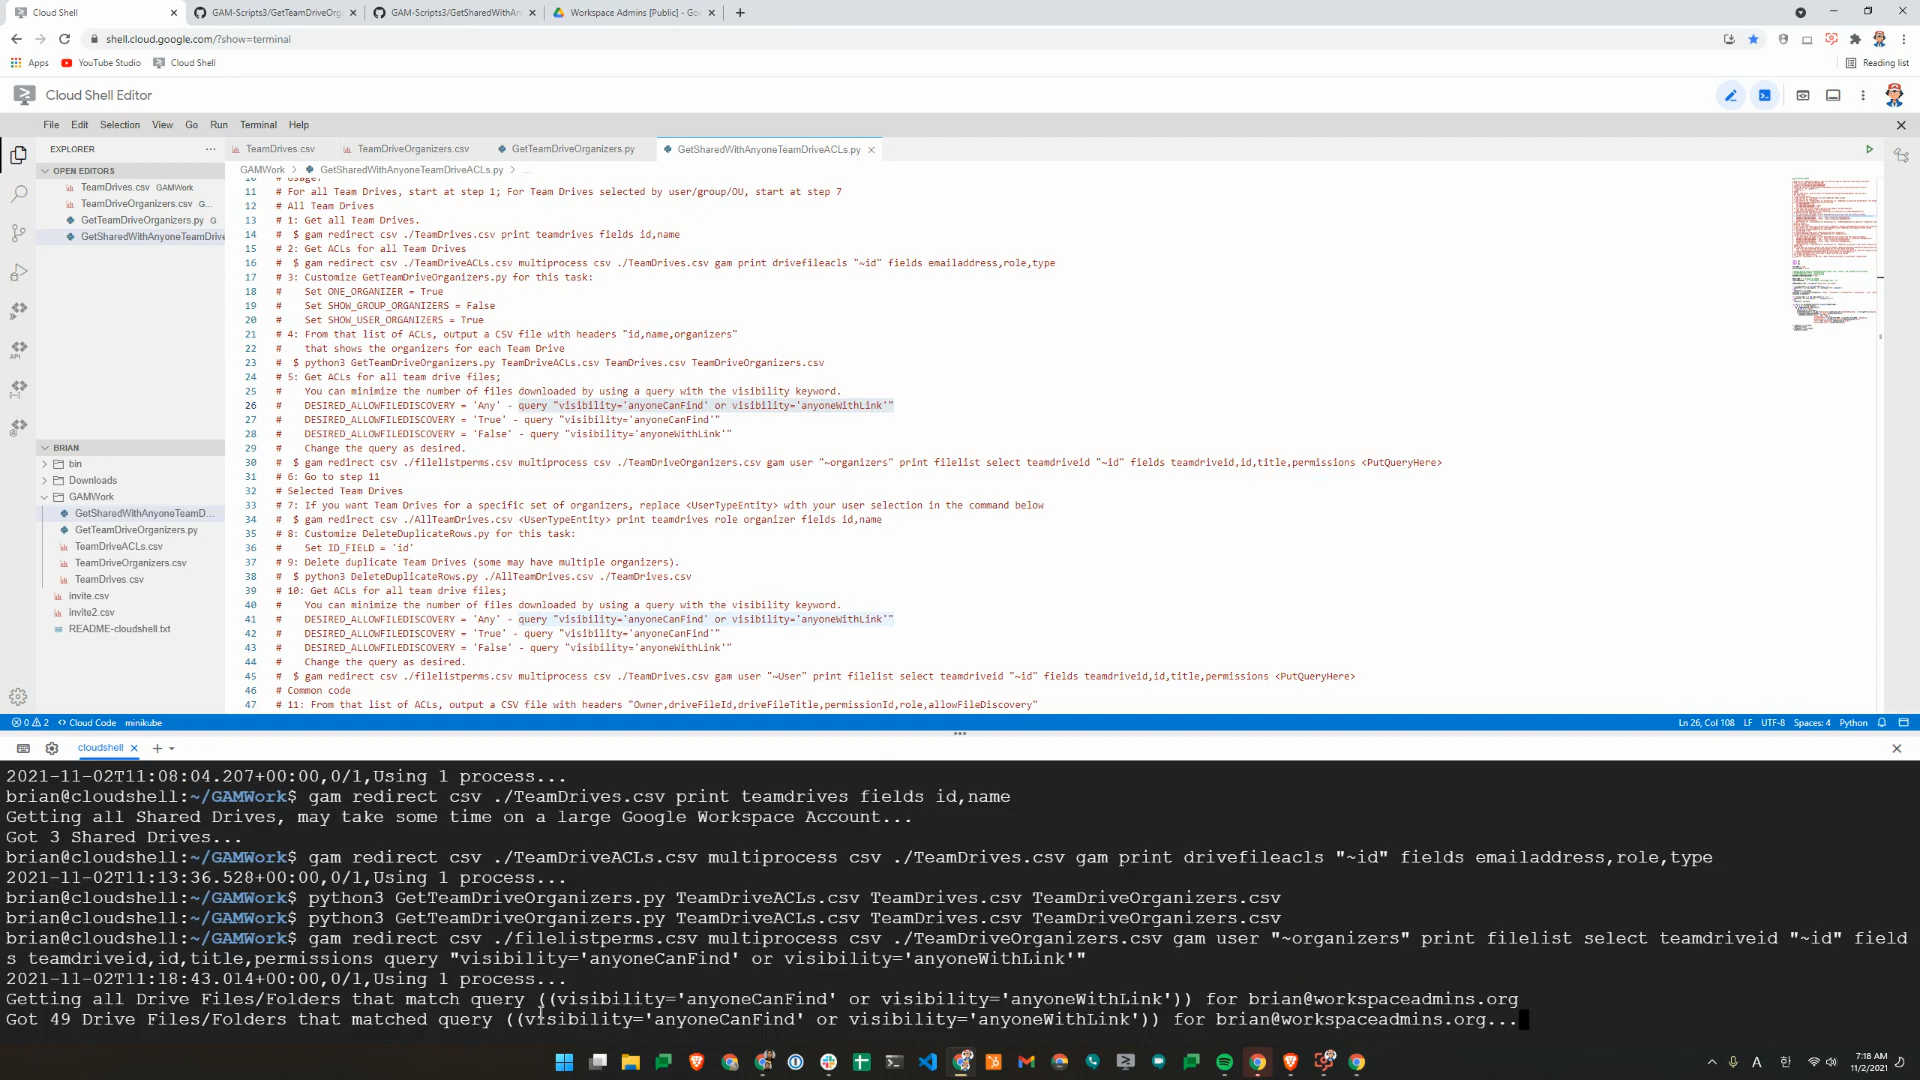 Cloud Shell
GAM-Scripts3/GetTeamDriveOrg
GAM-Scripts3/GetSharedWithAn
Workspace Admins [Public] - Goo
shell.cloud.google.com/?show=terminal
Apps
YouTube Studio
Cloud Shell
Reading list
Cloud Shell Editor
File Edit Selection View Go Run Terminal Help
EXPLORER
TeamDrives.csv
TeamDriveOrganizers.csv
GetTeamDriveOrganizers.py
GetSharedWithAnyoneTeamDriveACLs.py
OPEN EDITORS
TeamDrives.csv GAMWork
TeamDriveOrganizers.csv G...
GetTeamDriveOrganizers.py G
GetSharedWithAnyoneTeamDrive
GAMWork > GetSharedWithAnyoneTeamDriveACLs.py > ...
10 # Usage:
11 # For all Team Drives, start at step 1; For Team Drives selected by user/group/OU, start at step 7
12 # All Team Drives
13 # 1: Get all Team Drives.
14 # $ gam redirect csv ./TeamDrives.csv print teamdrives fields id,name
15 # 2: Get ACLs for all Team Drives
16 # $ gam redirect csv ./TeamDriveACLs.csv multiprocess csv ./TeamDrives.csv gam print drivefileacls "~id" fields emailaddress,role,type
17 # 3: Customize GetTeamDriveOrganizers.py for this task:
18 # Set ONE_ORGANIZER = True
19 # Set SHOW_GROUP_ORGANIZERS = False
20 # Set SHOW_USER_ORGANIZERS = True
21 # 4: From that list of ACLs, output a CSV file with headers "id,name,organizers"
22 # that shows the organizers for each Team Drive
23 # $ python3 GetTeamDriveOrganizers.py TeamDriveACLs.csv TeamDrives.csv TeamDriveOrganizers.csv
24 # 5: Get ACLs for all team drive files;
25 # You can minimize the number of files downloaded by using a query with the visibility keyword.
26 # DESIRED_ALLOWFILEDISCOVERY = 'Any' - query "visibility='anyoneCanFind' or visibility='anyoneWithLink'"
27 # DESIRED_ALLOWFILEDISCOVERY = 'True' - query "visibility='anyoneCanFind'"
28 # DESIRED_ALLOWFILEDISCOVERY = 'False' - query "visibility='anyoneWithLink'"
29 # Change the query as desired.
30 # $ gam redirect csv ./filelistperms.csv multiprocess csv ./TeamDriveOrganizers.csv gam user "~organizers" print filelist select teamdriveid "~id" fields teamdriveid,id,title,permissions <PutQueryHere>
31 # 6: Go to step 11
32 # Selected Team Drives
33 # 7: If you want Team Drives for a specific set of organizers, replace <UserTypeEntity> with your user selection in the command below
34 # $ gam redirect csv ./AllTeamDrives.csv <UserTypeEntity> print teamdrives role organizer fields id,name
35 # 8: Customize DeleteDuplicateRows.py for this task:
36 # Set ID_FIELD = 'id'
37 # 9: Delete duplicate Team Drives (some may have multiple organizers).
38 # $ python3 DeleteDuplicateRows.py ./AllTeamDrives.csv ./TeamDrives.csv
39 # 10: Get ACLs for all team drive files;
40 # You can minimize the number of files downloaded by using a query with the visibility keyword.
41 # DESIRED_ALLOWFILEDISCOVERY = 'Any' - query "visibility='anyoneCanFind' or visibility='anyoneWithLink'"
42 # DESIRED_ALLOWFILEDISCOVERY = 'True' - query "visibility='anyoneCanFind'"
43 # DESIRED_ALLOWFILEDISCOVERY = 'False' - query "visibility='anyoneWithLink'"
44 # Change the query as desired.
45 # $ gam redirect csv ./filelistperms.csv multiprocess csv ./TeamDrives.csv gam user "~User" print filelist select teamdriveid "~id" fields teamdriveid,id,title,permissions <PutQueryHere>
46 # Common code
47 # 11: From that list of ACLs, output a CSV file with headers "Owner,driveFileId,driveFileTitle,permissionId,role,allowFileDiscovery"
BRIAN
bin
Downloads
GAMWork
GetSharedWithAnyoneTeamD...
GetTeamDriveOrganizers.py
TeamDriveACLs.csv
TeamDriveOrganizers.csv
TeamDrives.csv
invite.csv
invite2.csv
README-cloudshell.txt
0 2 <> Cloud Code minikube
Ln 26, Col 108 LF UTF-8 Spaces: 4 Python
cloudshell
2021-11-02T11:08:04.207+00:00,0/1,Using 1 process...
brian@cloudshell:~/GAMWork$ gam redirect csv ./TeamDrives.csv print teamdrives fields id,name
Getting all Shared Drives, may take some time on a large Google Workspace Account...
Got 3 Shared Drives...
brian@cloudshell:~/GAMWork$ gam redirect csv ./TeamDriveACLs.csv multiprocess csv ./TeamDrives.csv gam print drivefileacls "~id" fields emailaddress,role,type
2021-11-02T11:13:36.528+00:00,0/1,Using 1 process...
brian@cloudshell:~/GAMWork$ python3 GetTeamDriveOrganizers.py TeamDriveACLs.csv TeamDrives.csv TeamDriveOrganizers.csv
brian@cloudshell:~/GAMWork$ python3 GetTeamDriveOrganizers.py TeamDriveACLs.csv TeamDrives.csv TeamDriveOrganizers.csv
brian@cloudshell:~/GAMWork$ gam redirect csv ./filelistperms.csv multiprocess csv ./TeamDriveOrganizers.csv gam user "~organizers" print filelist select teamdriveid "~id" field
s teamdriveid,id,title,permissions query "visibility='anyoneCanFind' or visibility='anyoneWithLink'"
2021-11-02T11:18:43.014+00:00,0/1,Using 1 process...
Getting all Drive Files/Folders that match query ((visibility='anyoneCanFind' or visibility='anyoneWithLink')) for brian@workspaceadmins.org
Got 49 Drive Files/Folders that matched query ((visibility='anyoneCanFind' or visibility='anyoneWithLink')) for brian@workspaceadmins.org...
A
7:18 AM
11/2/2021